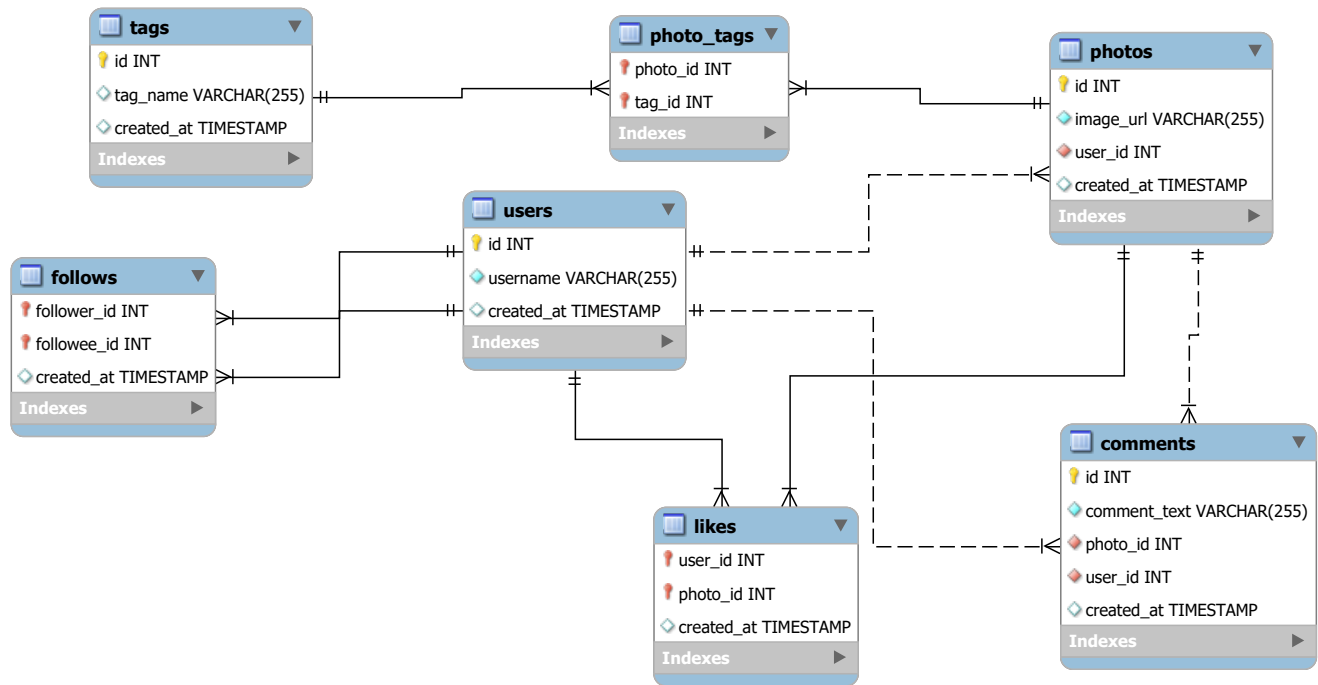 tags
id INT
tag_name VARCHAR(255)
created_at TIMESTAMP
Indexes
photo_tags
photo_id INT
tag_id INT
Indexes
photos
id INT
image_url VARCHAR(255)
user_id INT
created_at TIMESTAMP
Indexes
users
id INT
username VARCHAR(255)
created_at TIMESTAMP
Indexes
follows
follower_id INT
followee_id INT
created_at TIMESTAMP
Indexes
likes
user_id INT
photo_id INT
created_at TIMESTAMP
Indexes
comments
id INT
comment_text VARCHAR(255)
photo_id INT
user_id INT
created_at TIMESTAMP
Indexes